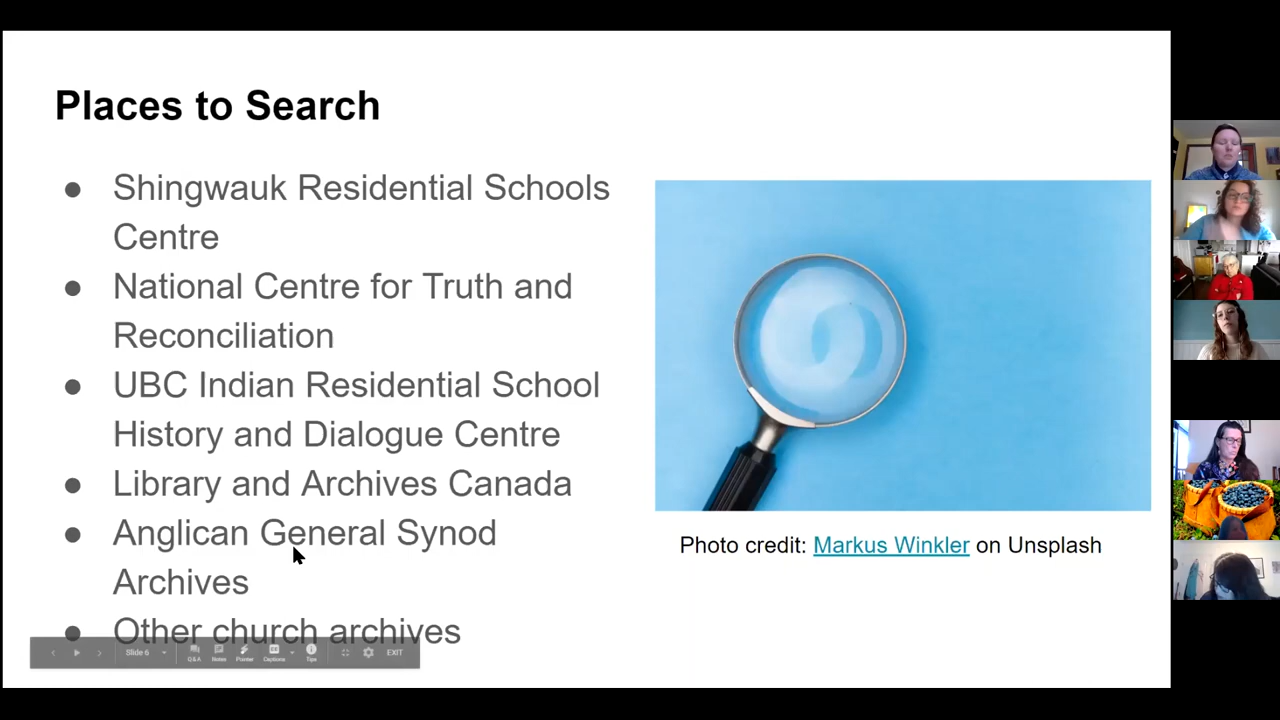 Places to Search
● Shingwauk Residential Schools
Centre
● National Centre for Truth and
Reconciliation
● UBC Indian Residential School
History and Dialogue Centre
● Library and Archives Canada
● Anglican General Synod
Archives
● Other church archives
Photo credit: Markus Winkler on Unsplash
Slide 6 Q&A Notes Pointer Captions Tips EXIT